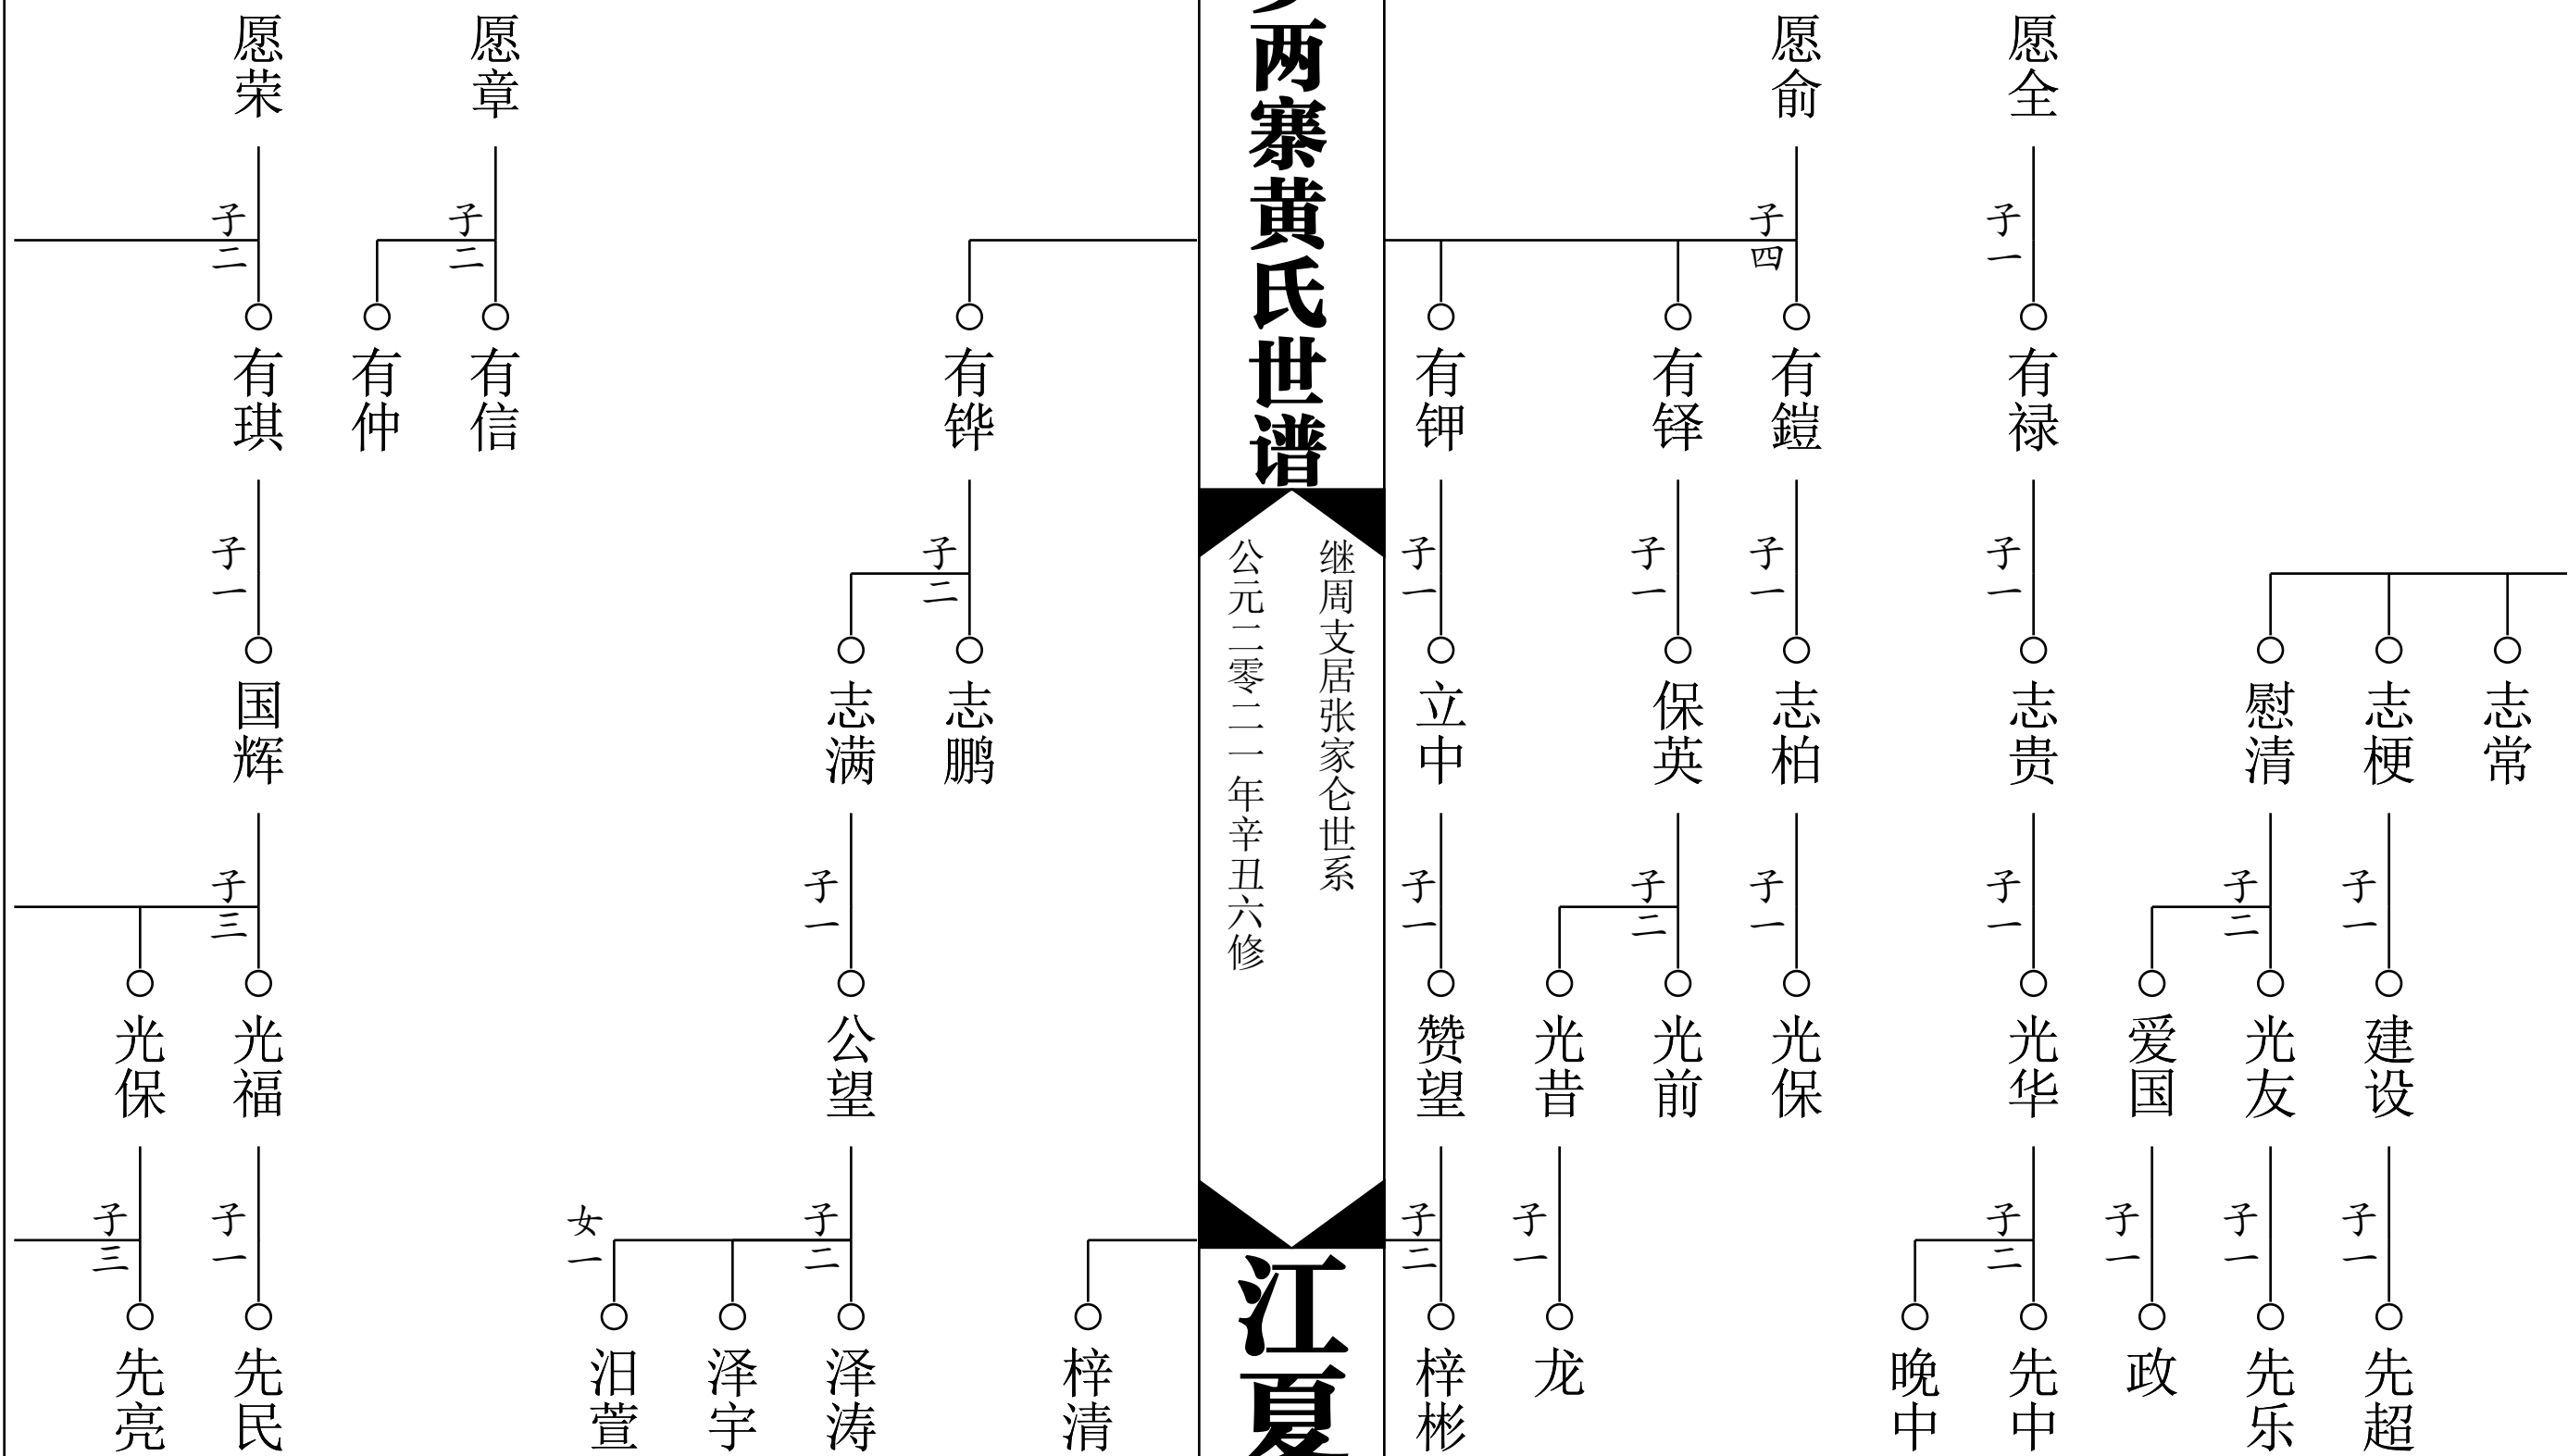 愿全
愿俞
愿章
愿荣
子一
子四
子二
子二
有禄
有鎧
有铎
有钾
有铧
有信
有仲
有琪
子一
子一
子一
子一
子二
子一
志常
志梗
慰清
志贵
志柏
保英
立中
志鹏
志满
国辉
子一
子二
子一
子一
子二
子一
子一
子三
建设
光友
爱国
光华
光保
光前
光昔
赞望
公望
光福
光保
子一
子一
子一
子二
子一
子二
子二
女一
子一
子三
先超
先乐
政
先中
晚中
龙
梓彬
梓清
泽涛
泽宇
汩萱
先民
先亮
两寨黄氏世谱
继周支居张家仑世系
公元二零二一年辛丑六修
江夏